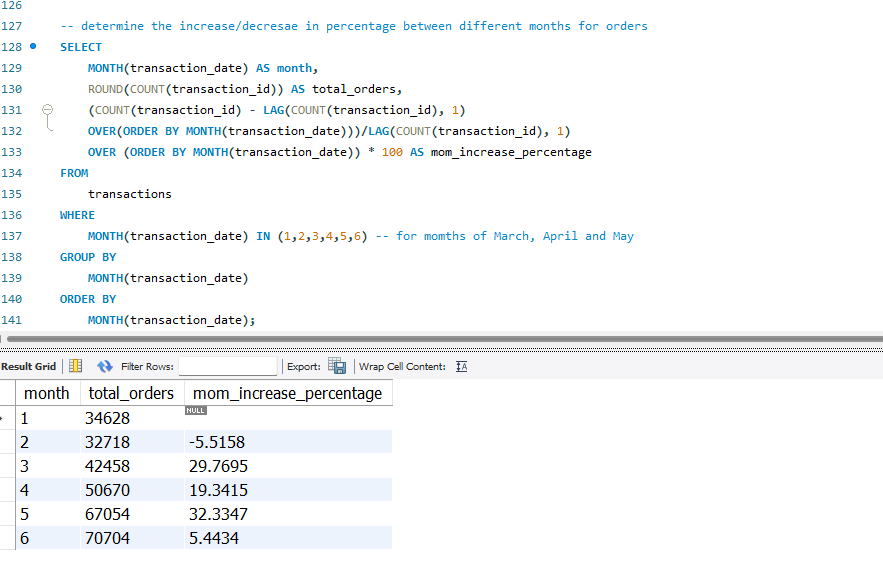 126
127 -- determine the increase/decresae in percentage between different months for orders
128 SELECT
129 MONTH(transaction_date) AS month,
130 ROUND(COUNT(transaction_id)) AS total_orders,
131 (COUNT(transaction_id) - LAG(COUNT(transaction_id), 1)
132 OVER(ORDER BY MONTH(transaction_date)))/LAG(COUNT(transaction_id), 1)
133 OVER (ORDER BY MONTH(transaction_date)) * 100 AS mom_increase_percentage
134 FROM
135 transactions
136 WHERE
137 MONTH(transaction_date) IN (1,2,3,4,5,6) -- for momths of March, April and May
138 GROUP BY
139 MONTH(transaction_date)
140 ORDER BY
141 MONTH(transaction_date);
Result Grid Filter Rows: Export: Wrap Cell Content: IA
month total_orders mom_increase_percentage
1 34628 NULL
2 32718 -5.5158
3 42458 29.7695
4 50670 19.3415
5 67054 32.3347
6 70704 5.4434